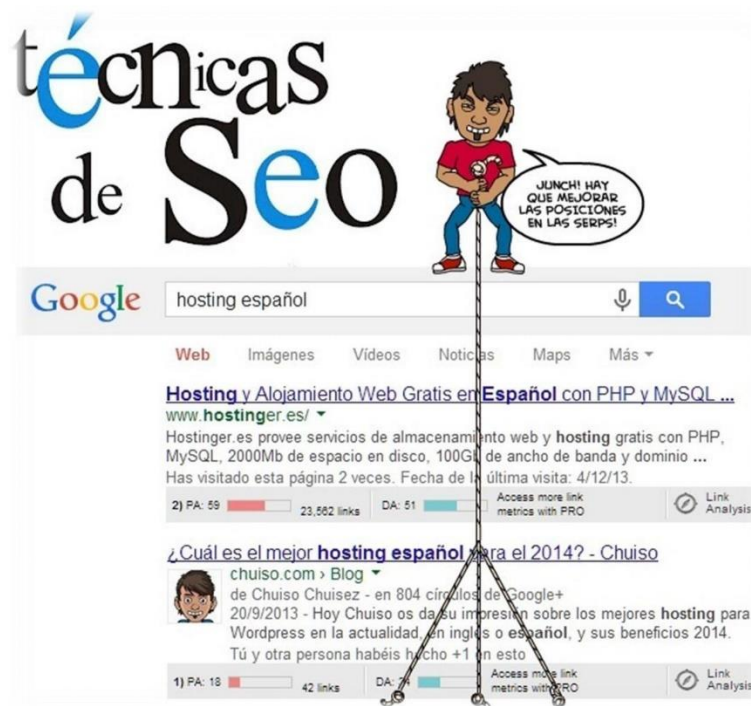 técnicas
de Seo
JUNCH! HAY
QUE MEJORAR
LAS POSICIONES
EN LAS SERPS!
Google hosting español
Web Imágenes Vídeos Noticias Maps Más
Hosting y Alojamiento Web Gratis en Español con PHP y MySQL ...
www.hostinger.es/
Hostinger.es provee servicios de almacenamiento web y hosting gratis con PHP,
MySQL, 2000Mb de espacio en disco, 100Gb de ancho de banda y dominio ...
Has visitado esta página 2 veces. Fecha de la última visita: 4/12/13.
2) PA: 59 23,562 links DA: 51 Access more link
metrics with PRO
Link
Analysis
¿Cuál es el mejor hosting español para el 2014? - Chuiso
chuiso.com › Blog
de Chuiso Chuisez - en 804 círculos de Google+
20/9/2013 - Hoy Chuiso os da su impresión sobre los mejores hosting para
Wordpress en la actualidad, en inglés o español, y sus beneficios 2014.
Tú y otra persona habéis hecho +1 en esto
1) PA: 18 42 links DA: Access more link
metrics with PRO
Link
Analysis